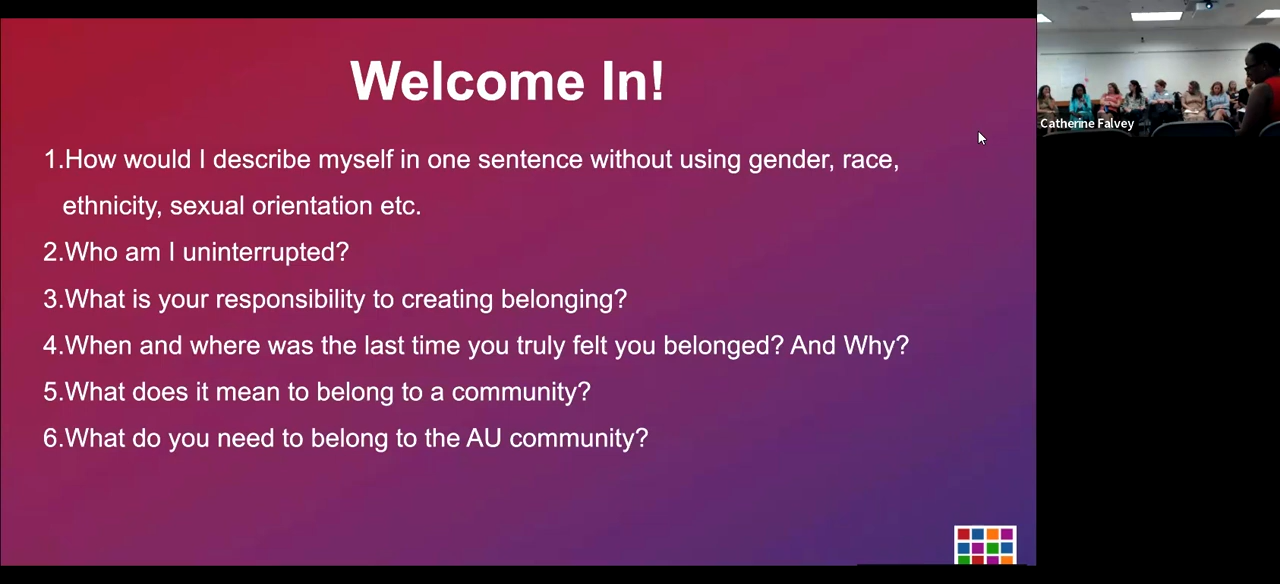 Welcome In!
1.How would I describe myself in one sentence without using gender, race,
ethnicity, sexual orientation etc.
2.Who am I uninterrupted?
3.What is your responsibility to creating belonging?
4.When and where was the last time you truly felt you belonged? And Why?
5.What does it mean to belong to a community?
6.What do you need to belong to the AU community?
Catherine Falvey